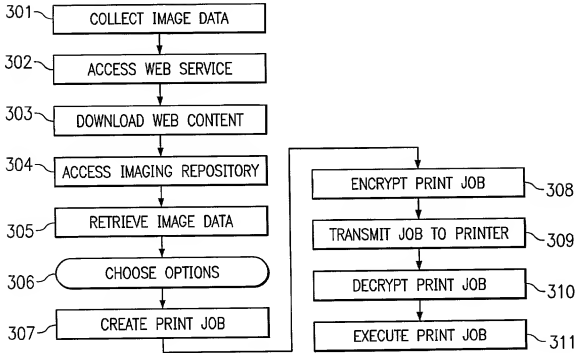 301 COLLECT IMAGE DATA
302 ACCESS WEB SERVICE
303 DOWNLOAD WEB CONTENT
304 ACCESS IMAGING REPOSITORY
305 RETRIEVE IMAGE DATA
306 CHOOSE OPTIONS
307 CREATE PRINT JOB
ENCRYPT PRINT JOB 308
TRANSMIT JOB TO PRINTER 309
DECRYPT PRINT JOB 310
EXECUTE PRINT JOB 311